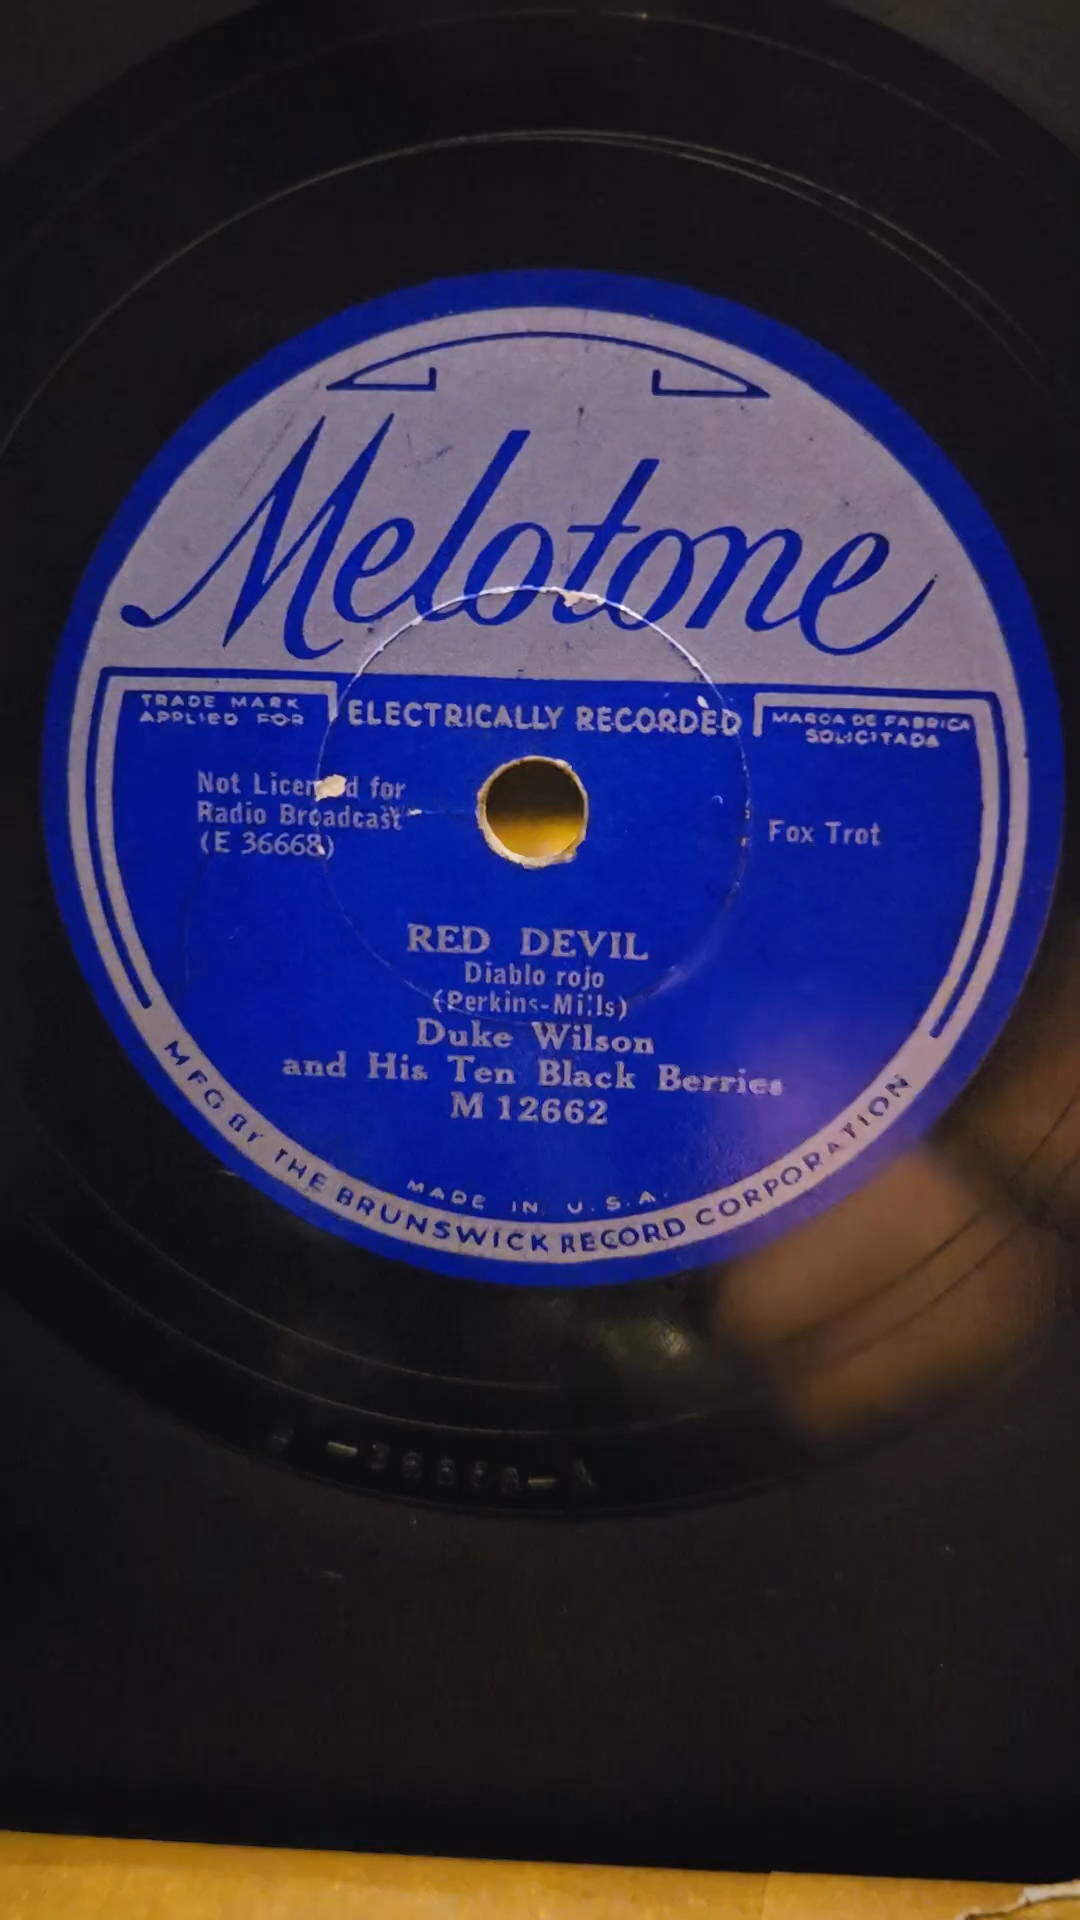 Melotone
TRADE MARK
APPLIED FOR
ELECTRICALLY RECORDED
MARCA DE FABRICA
SOLICITADA
Not Licensed for
Radio Broadcast
(E 36668)
Fox Trot
RED DEVIL
Diablo rojo
(Perkins-Mills)
Duke Wilson
and His Ten Black Berries
M 12662
MADE IN U.S.A.
MFG BY THE BRUNSWICK RECORD CORPORATION